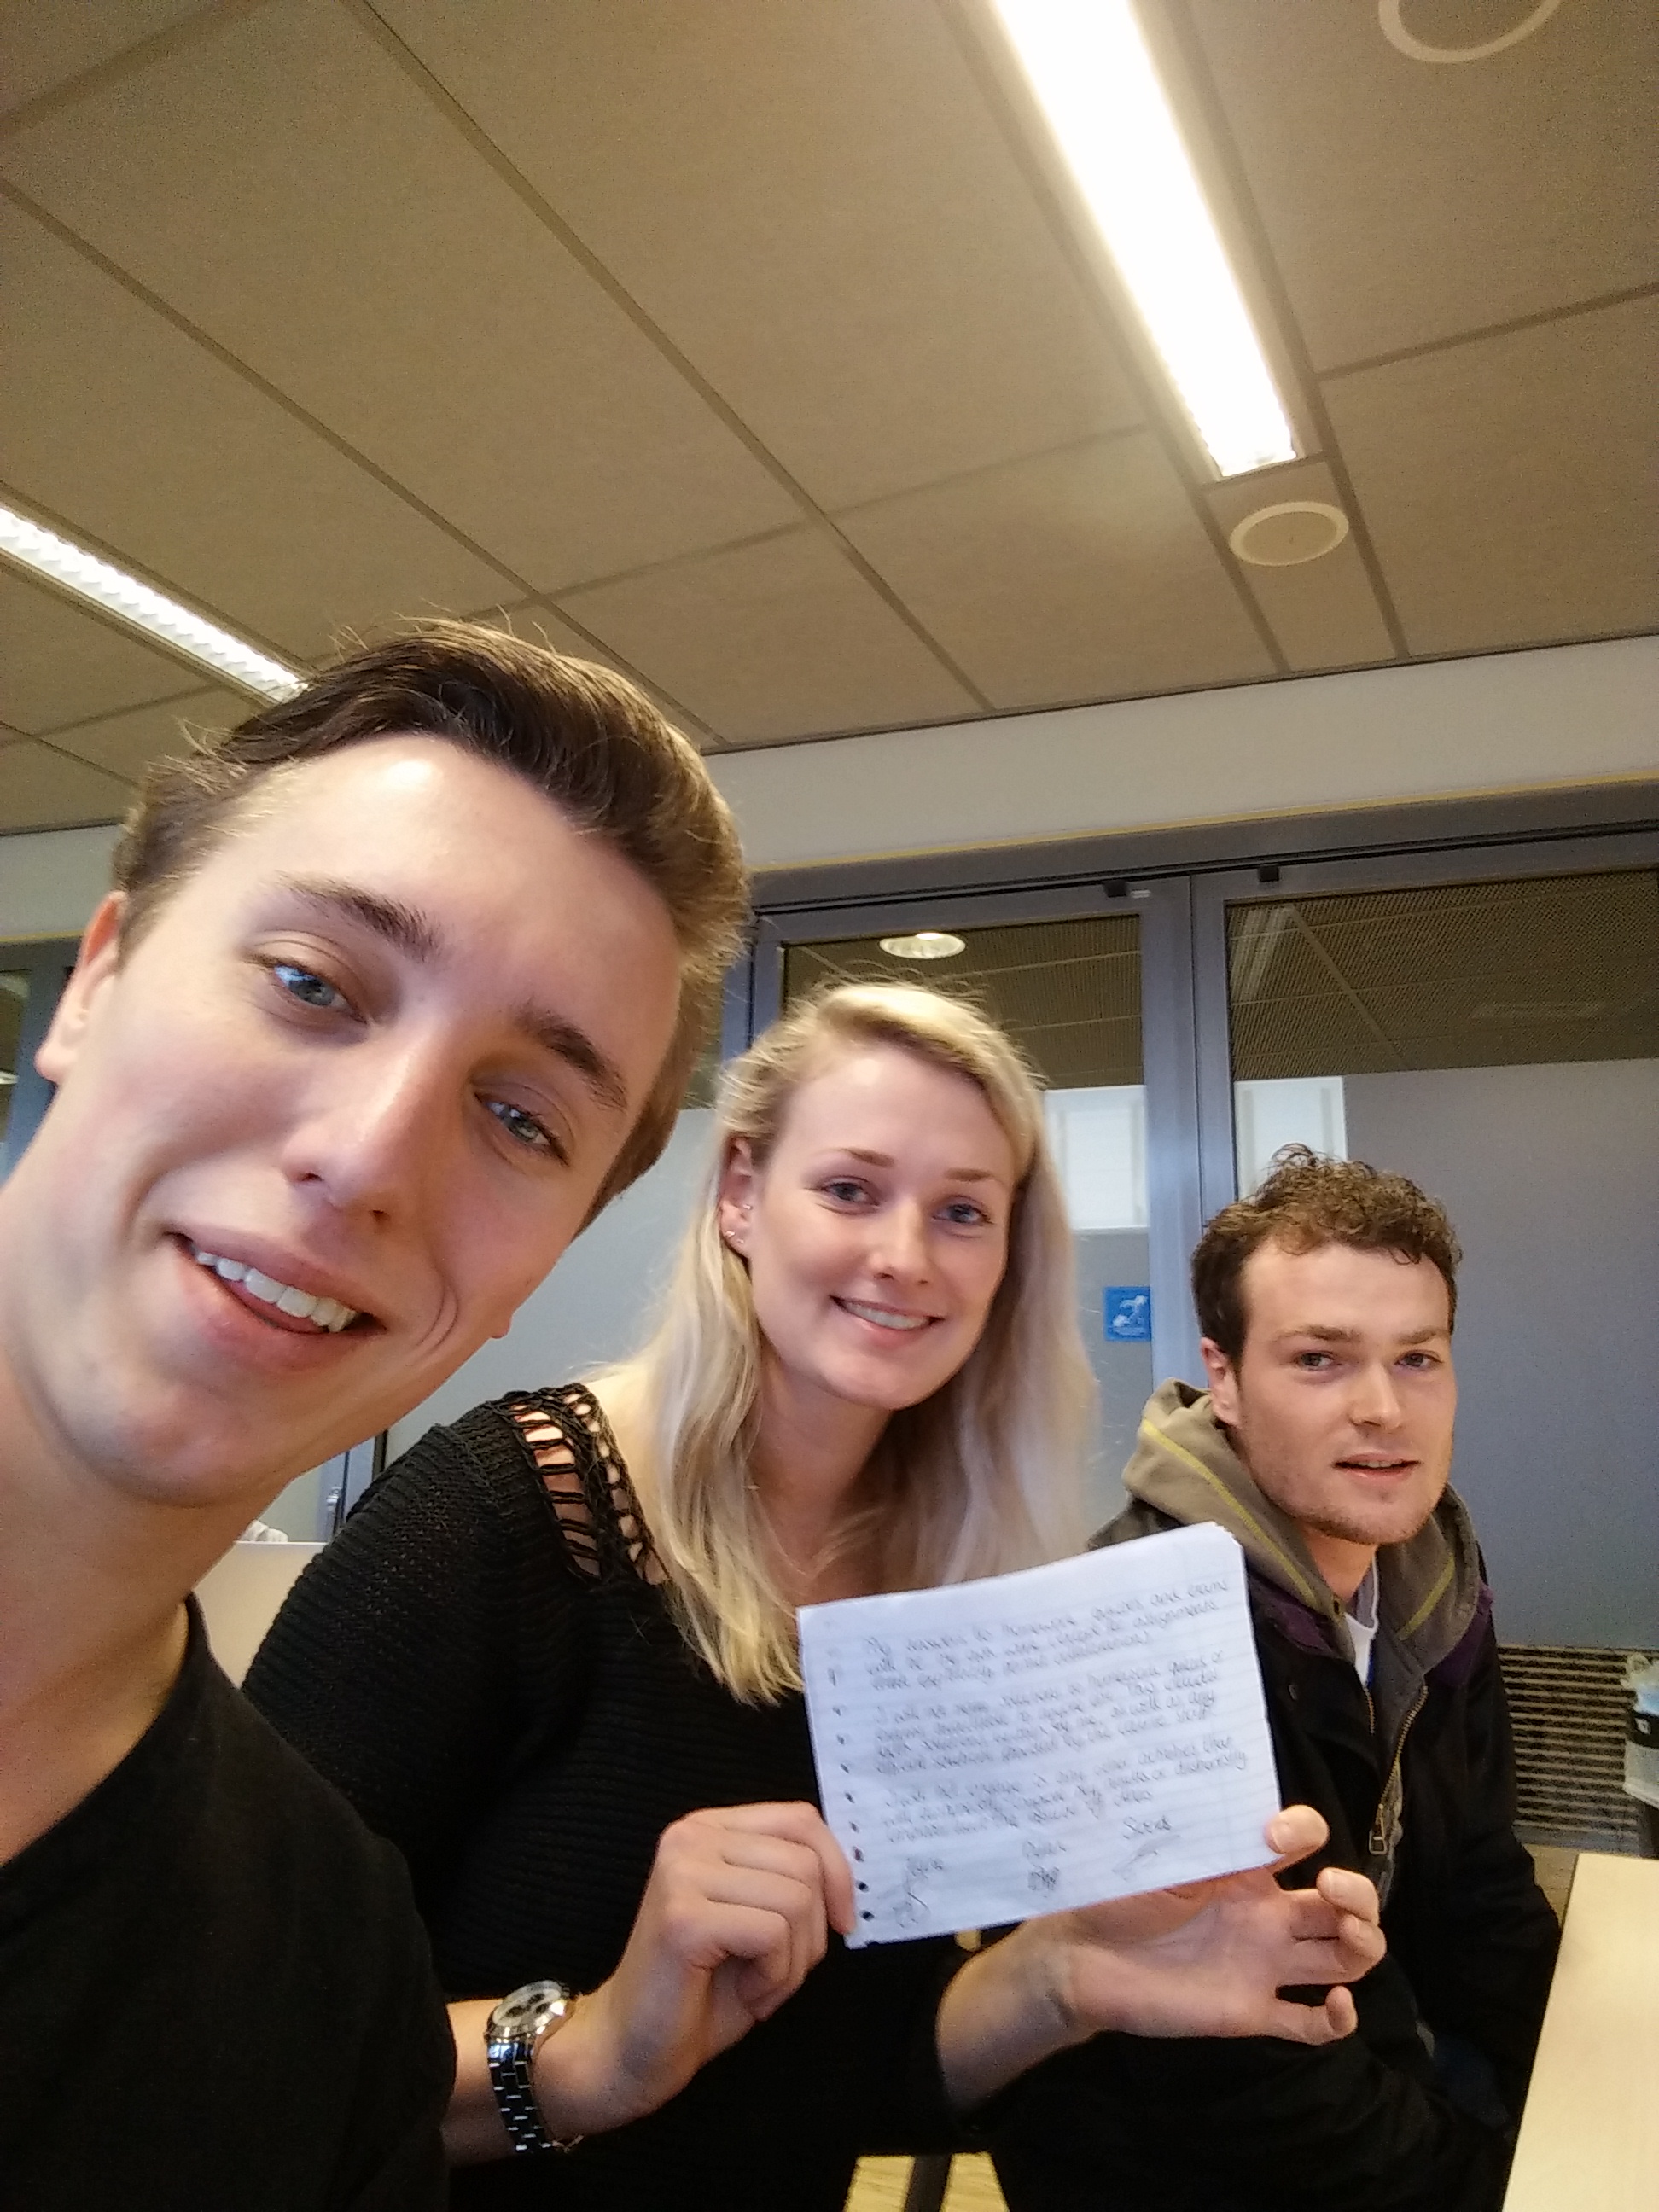 My answers to homework, quizzes and exams
will be my own work (except for assignments
that explicitly permit collaboration).
I will not make solutions to homework, quizzes or
exams available to anyone else. This includes
both solutions written by me, as well as any
official solutions provided by the course staff.
I will not engage in any other activities that
will dishonestly improve my results or dishonestly
improve/hurt the results of others.